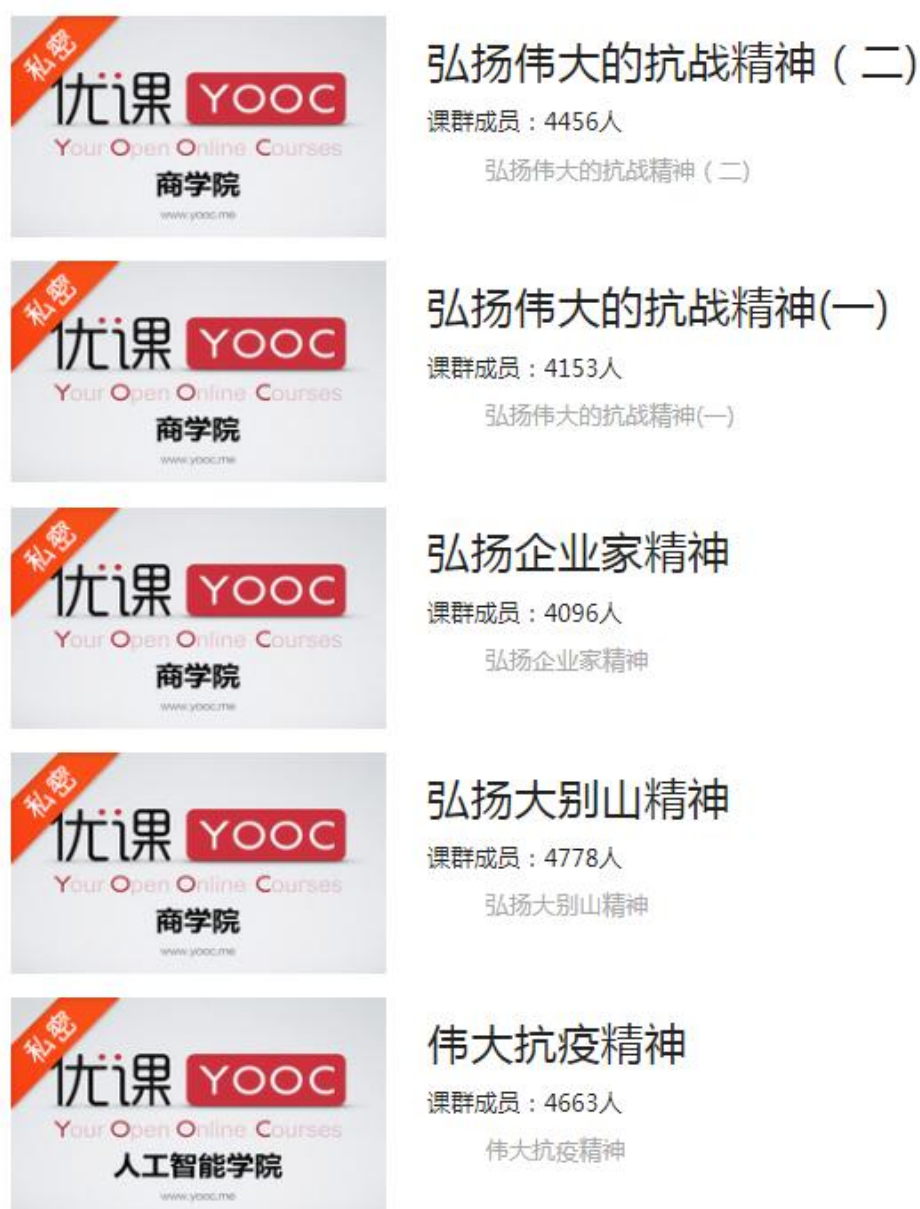 私密
优课 YOOC
Your Open Online Courses
商学院
www.yooc.me
弘扬伟大的抗战精神（二）
课群成员：4456人
弘扬伟大的抗战精神（二）
私密
优课 YOOC
Your Open Online Courses
商学院
www.yooc.me
弘扬伟大的抗战精神(一)
课群成员：4153人
弘扬伟大的抗战精神(一)
私密
优课 YOOC
Your Open Online Courses
商学院
www.yooc.me
弘扬企业家精神
课群成员：4096人
弘扬企业家精神
私密
优课 YOOC
Your Open Online Courses
商学院
www.yooc.me
弘扬大别山精神
课群成员：4778人
弘扬大别山精神
私密
优课 YOOC
Your Open Online Courses
人工智能学院
www.yooc.me
伟大抗疫精神
课群成员：4663人
伟大抗疫精神